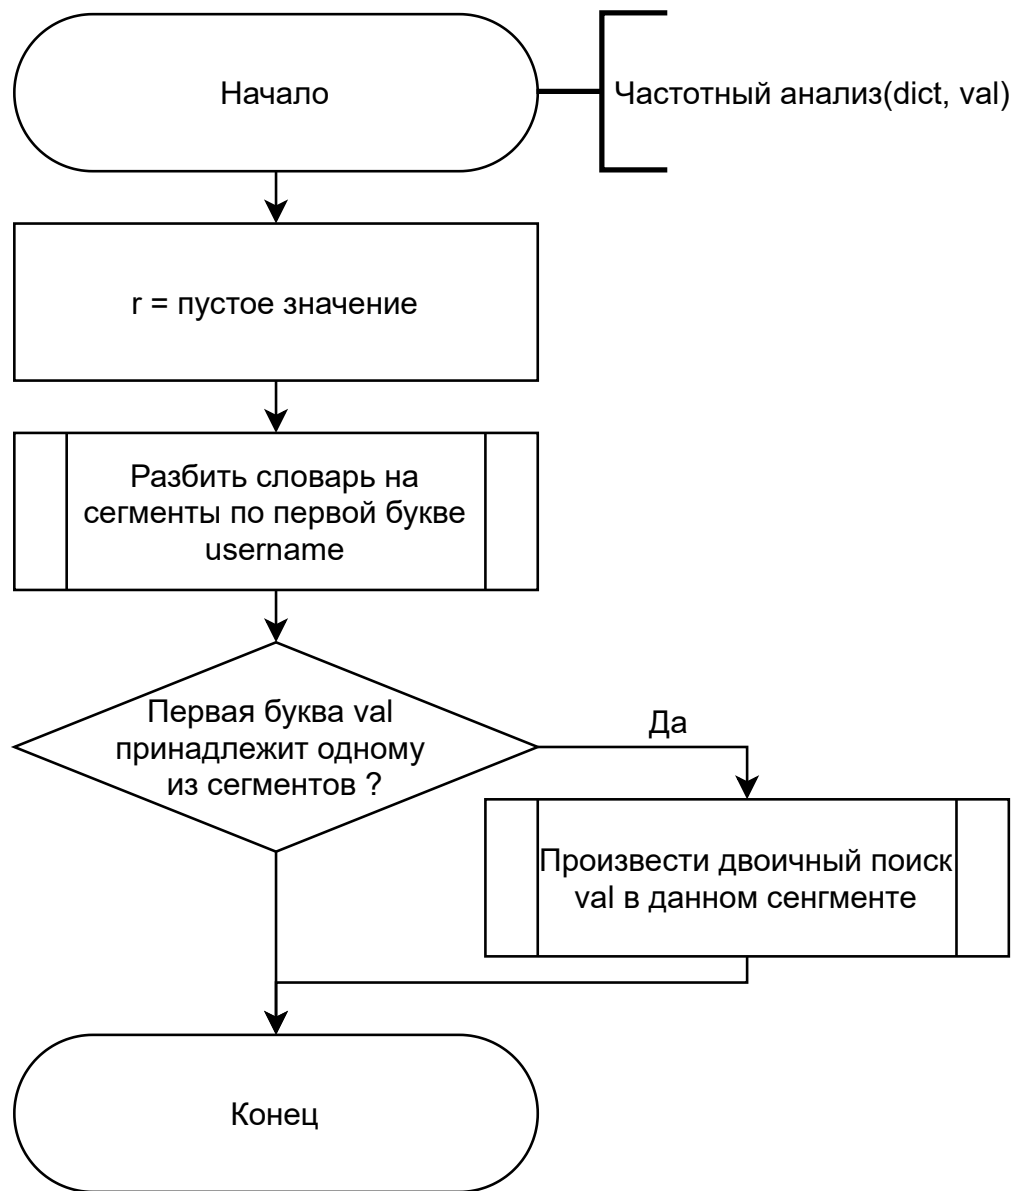 Начало
Частотный анализ(dict, val)
r = пустое значение
Разбить словарь на
сегменты по первой букве
username
Первая буква val
принадлежит одному
из сегментов ?
Да
Произвести двоичный поиск
val в данном сенгменте
Конец